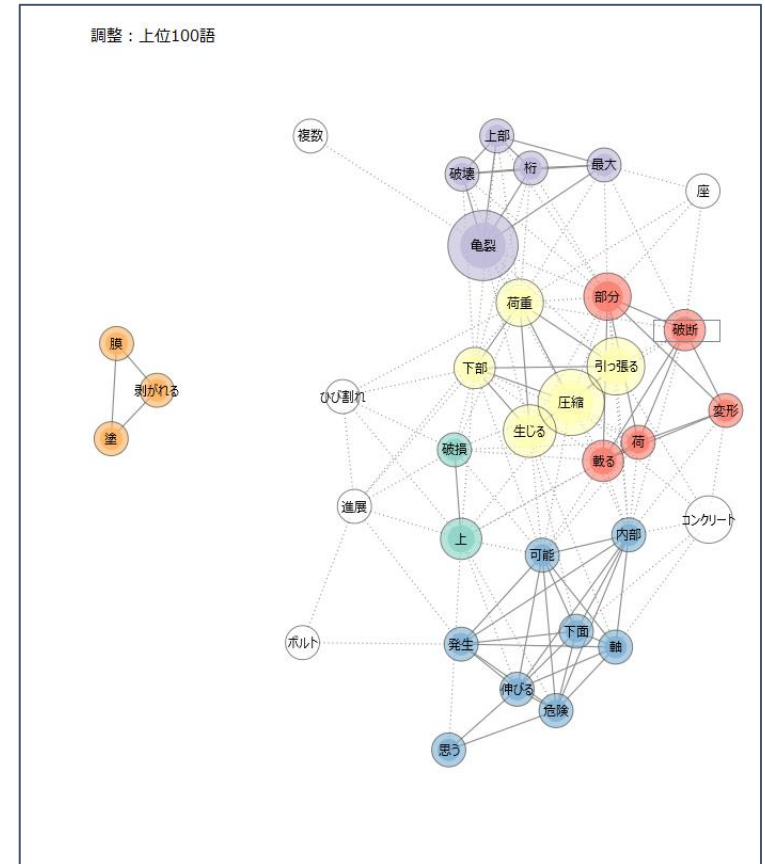 調整：上位100語
複数
上部
破壊
桁
最大
座
亀裂
荷重
部分
破断
膜
剥がれる
塗
下部
引っ張る
ひび割れ
圧縮
変形
生じる
荷
破損
載る
進展
コンクリート
上
可能
内部
ボルト
発生
下面
軸
伸びる
危険
思う